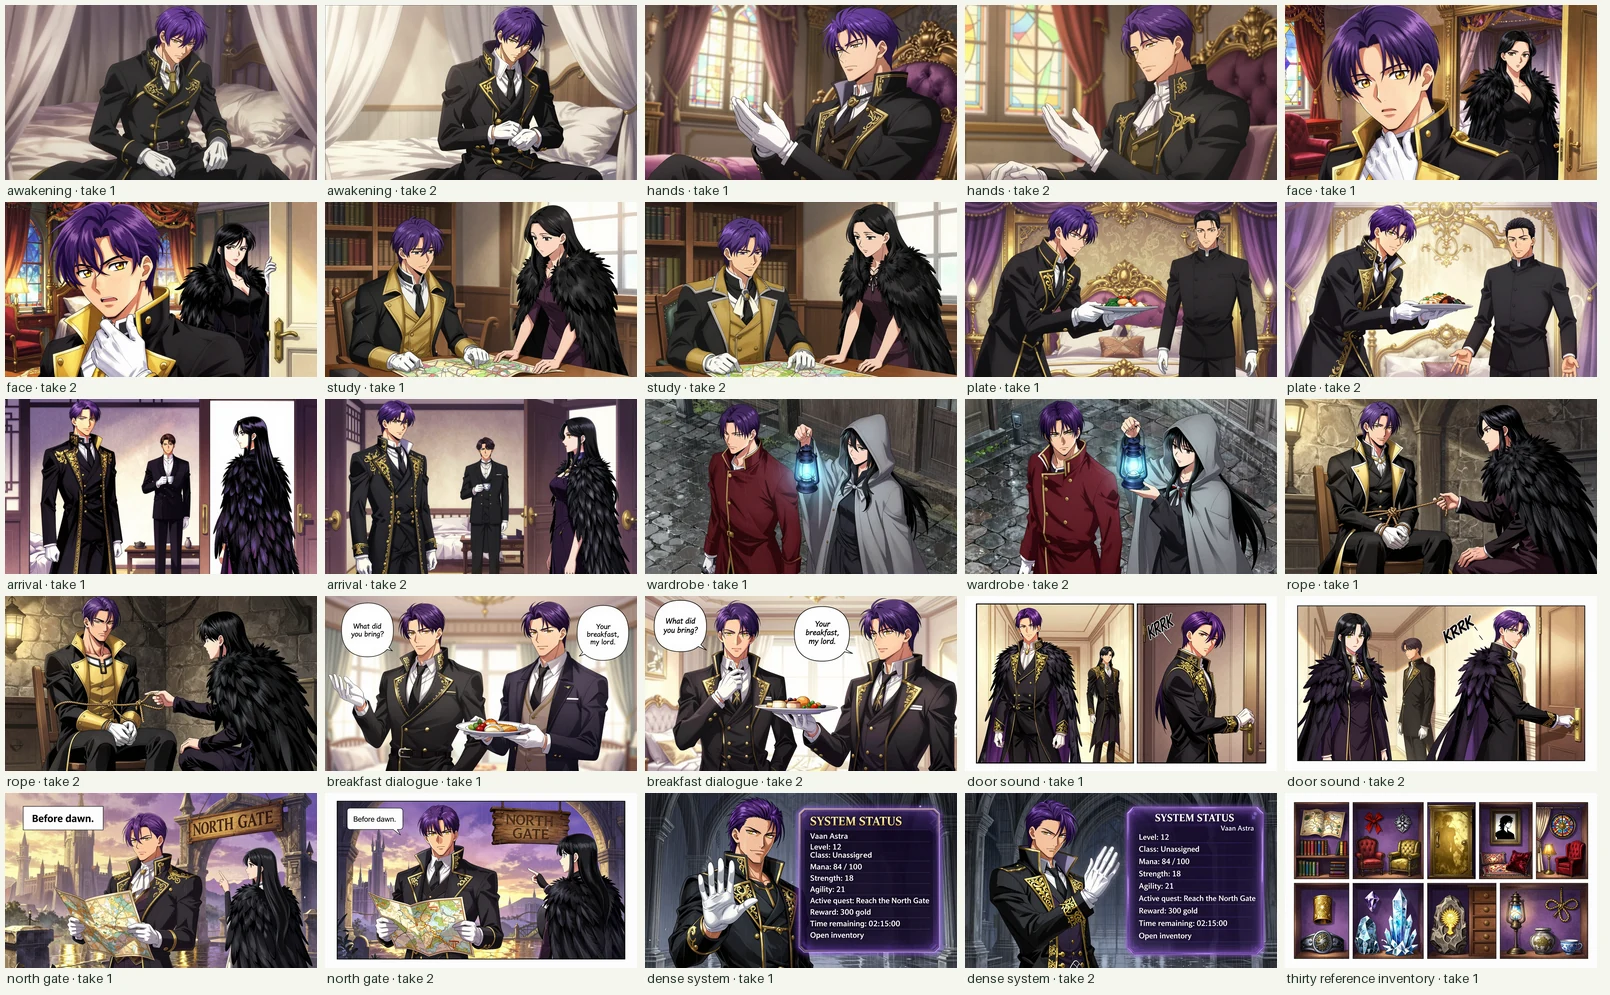 awakening · take 1
awakening · take 2
hands · take 1
hands · take 2
face · take 1
face · take 2
study · take 1
study · take 2
plate · take 1
plate · take 2
arrival · take 1
arrival · take 2
wardrobe · take 1
wardrobe · take 2
rope · take 1
What did
you bring?
Your
breakfast,
my lord.
What did
you bring?
Your
breakfast,
my lord.
KRRK
KRRK
rope · take 2
breakfast dialogue · take 1
breakfast dialogue · take 2
door sound · take 1
door sound · take 2
Before dawn.
NORTH GATE
Before dawn.
NORTH
GATE
SYSTEM STATUS
Vaan Astra
Level: 12
Class: Unassigned
Mana: 84 / 100
Strength: 18
Agility: 21
Active quest: Reach the North Gate
Reward: 300 gold
Time remaining: 02:15:00
Open inventory
SYSTEM STATUS
Vaan Astra
Level: 12
Class: Unassigned
Mana: 84 / 100
Strength: 18
Agility: 21
Active quest: Reach the North Gate
Reward: 300 gold
Time remaining: 02:15:00
Open inventory
north gate · take 1
north gate · take 2
dense system · take 1
dense system · take 2
thirty reference inventory · take 1